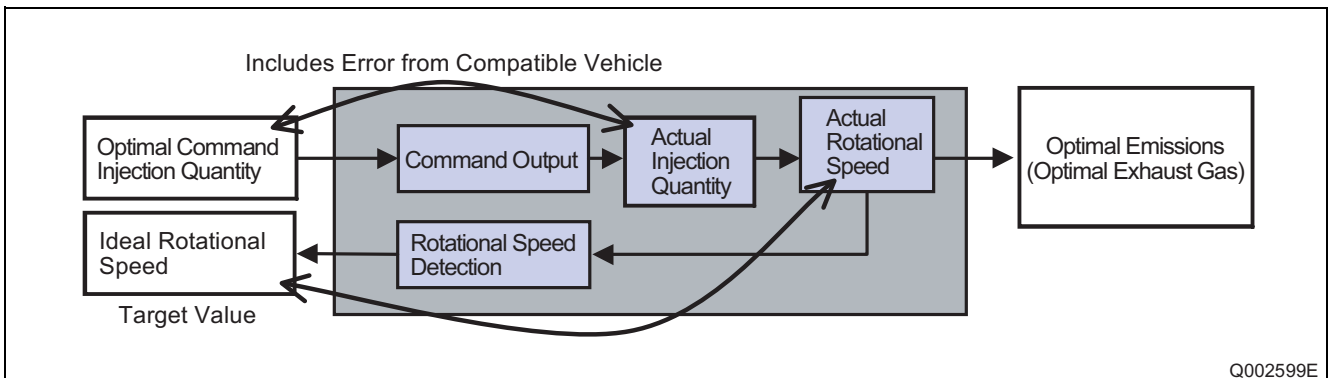 Includes Error from Compatible Vehicle
Optimal Command
Injection Quantity
Command Output
Actual
Injection
Quantity
Actual
Rotational
Speed
Optimal Emissions
(Optimal Exhaust Gas)
Ideal Rotational
Speed
Rotational Speed
Detection
Target Value
Q002599E